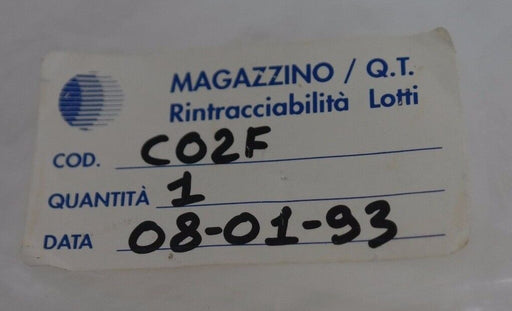 MAGAZZINO / Q.T.
Rintracciabilità Lotti
COD. CO2F
QUANTITÀ 1
DATA 08-01-93